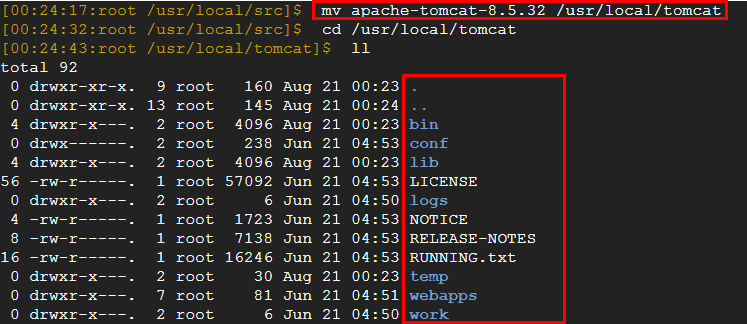 [00:24:17:root /usr/local/src]$ mv apache-tomcat-8.5.32 /usr/local/tomcat
[00:24:32:root /usr/local/src]$ cd /usr/local/tomcat
[00:24:43:root /usr/local/tomcat]$ ll
total 92
0 drwxr-xr-x. 9 root 160 Aug 21 00:23 .
0 drwxr-xr-x. 13 root 145 Aug 21 00:24 ..
4 drwxr-x---. 2 root 4096 Aug 21 00:23 bin
0 drwx------. 2 root 238 Jun 21 04:53 conf
4 drwxr-x---. 2 root 4096 Aug 21 00:23 lib
56 -rw-r-----. 1 root 57092 Jun 21 04:53 LICENSE
0 drwxr-x---. 2 root 6 Jun 21 04:50 logs
4 -rw-r-----. 1 root 1723 Jun 21 04:53 NOTICE
8 -rw-r-----. 1 root 7138 Jun 21 04:53 RELEASE-NOTES
16 -rw-r-----. 1 root 16246 Jun 21 04:53 RUNNING.txt
0 drwxr-x---. 2 root 30 Aug 21 00:23 temp
0 drwxr-x---. 7 root 81 Jun 21 04:51 webapps
0 drwxr-x---. 2 root 6 Jun 21 04:50 work